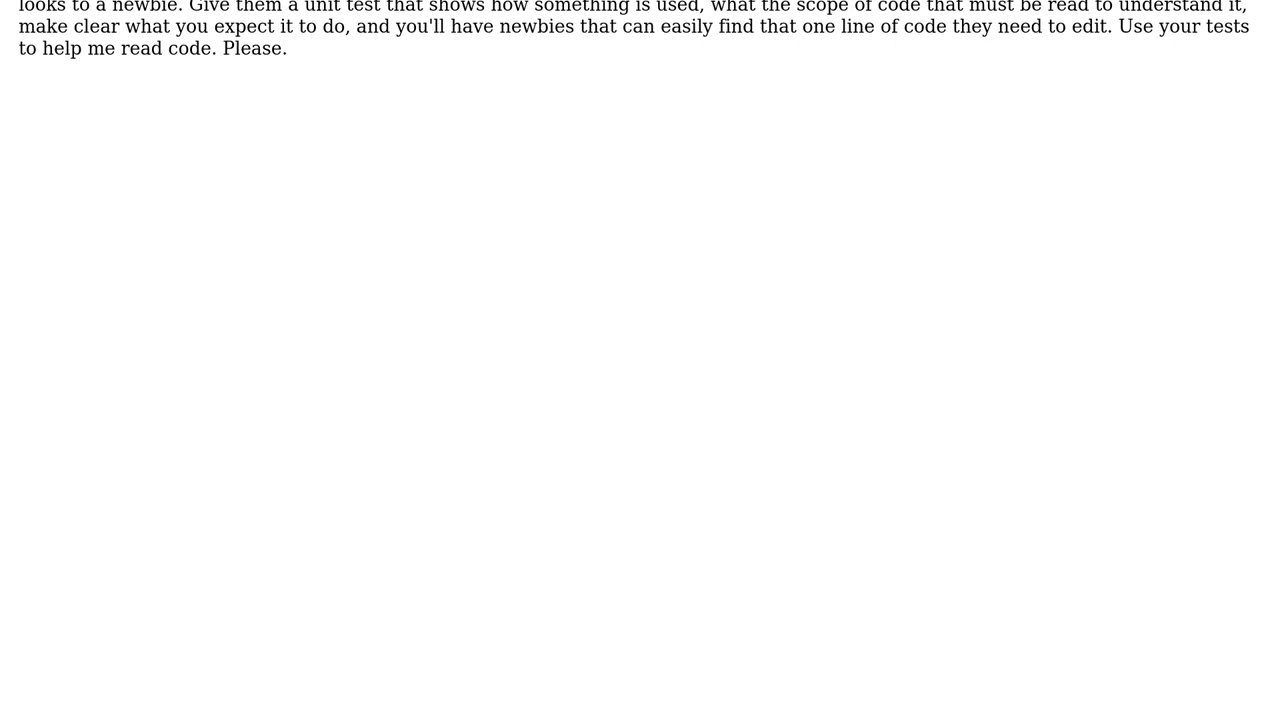 looks to a newbie. Give them a unit test that shows how something is used, what the scope of code that must be read to understand it,
make clear what you expect it to do, and you'll have newbies that can easily find that one line of code they need to edit. Use your tests
to help me read code. Please.